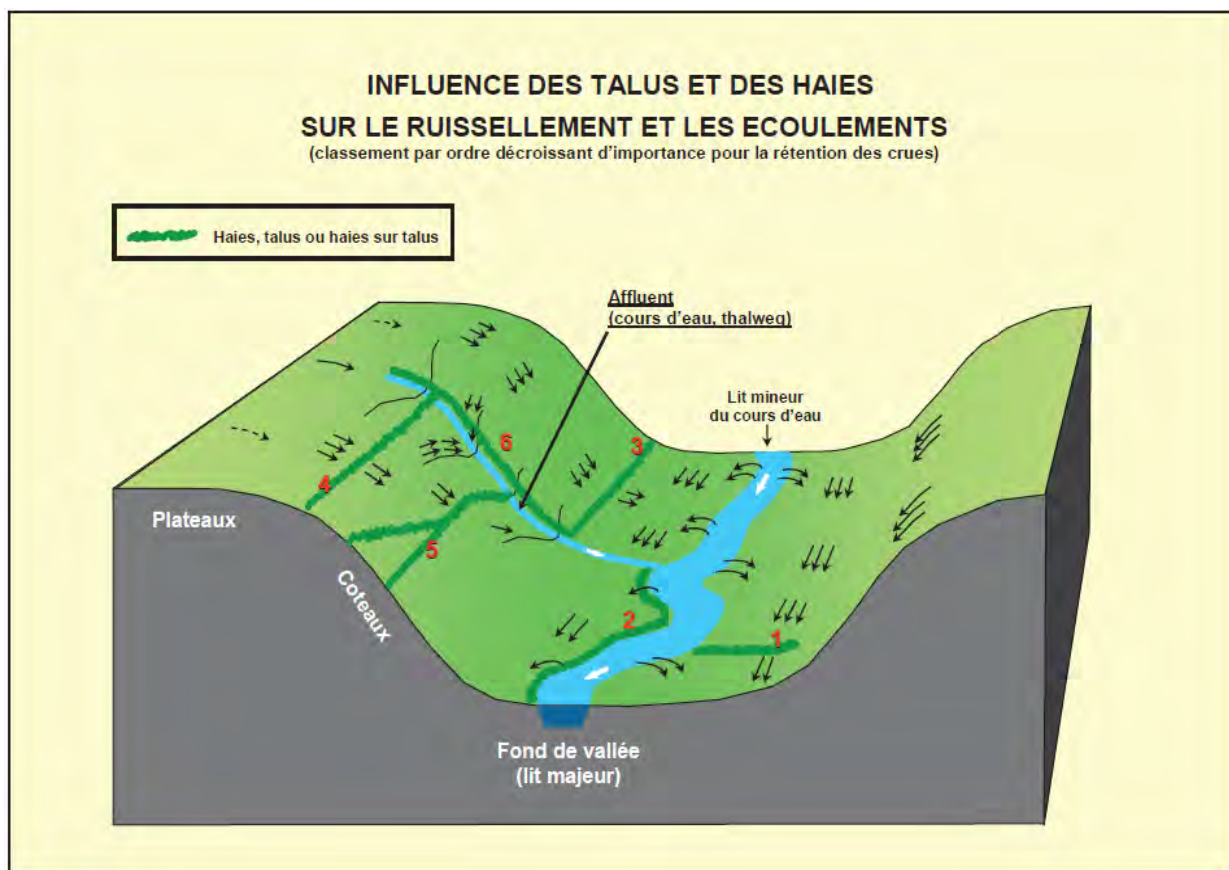 INFLUENCE DES TALUS ET DES HAIES
SUR LE RUISSELLEMENT ET LES ECOULEMENTS
(classement par ordre décroissant d'importance pour la rétention des crues)
Haies, talus ou haies sur talus
Affluent
(cours d'eau, thalweg)
Lit mineur
du cours d'eau
6
3
4
5
Plateaux
Coteaux
2
1
Fond de vallée
(lit majeur)